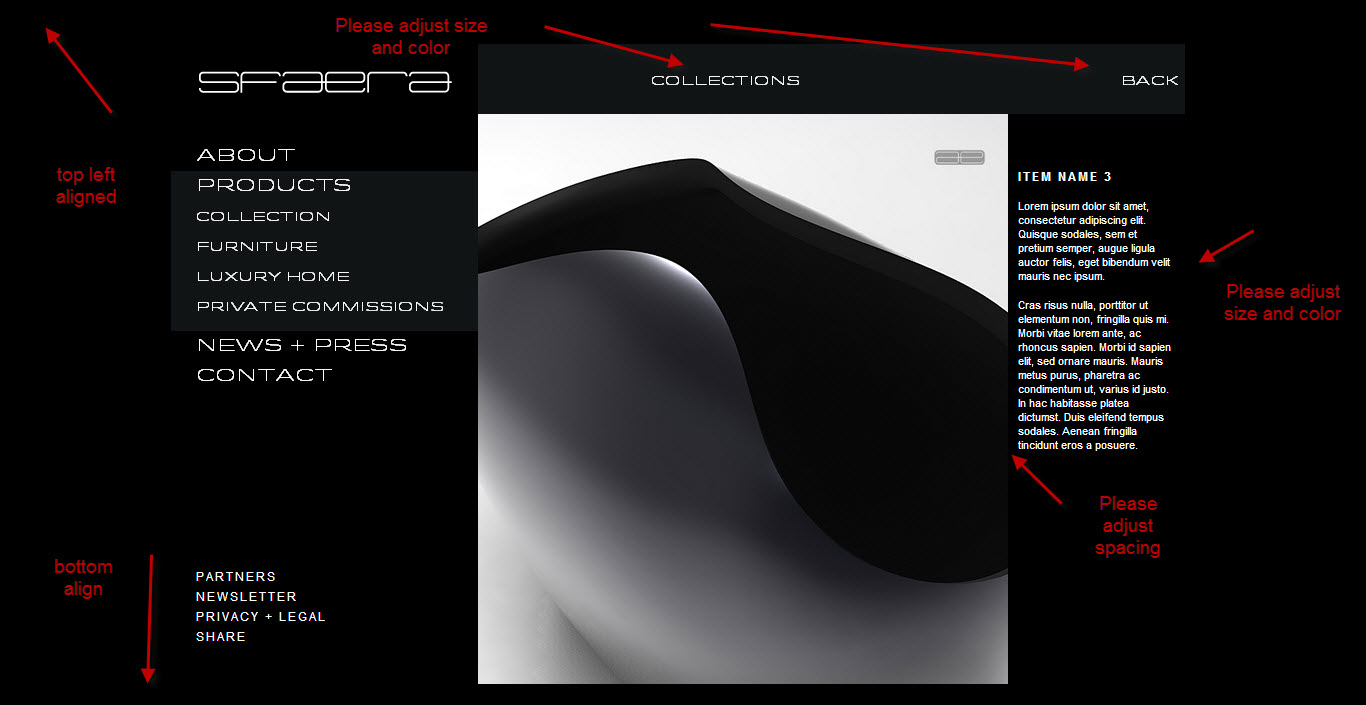 Please adjust size
and color
sfaera
COLLECTIONS
BACK
top left
aligned
ABOUT
PRODUCTS
COLLECTION
FURNITURE
LUXURY HOME
PRIVATE COMMISSIONS
NEWS + PRESS
CONTACT
ITEM NAME 3
Lorem ipsum dolor sit amet,
consectetur adipiscing elit.
Quisque sodales, sem et
pretium semper, augue ligula
auctor felis, eget bibendum velit
mauris nec ipsum.
Cras risus nulla, porttitor ut
elementum non, fringilla quis mi.
Morbi vitae lorem ante, ac
rhoncus sapien. Morbi id sapien
elit, sed ornare mauris. Mauris
metus purus, pharetra ac
condimentum ut, varius id justo.
In hac habitasse platea
dictumst. Duis eleifend tempus
sodales. Aenean fringilla
tincidunt eros a posuere.
Please adjust
size and color
Please
adjust
spacing
bottom
align
PARTNERS
NEWSLETTER
PRIVACY + LEGAL
SHARE